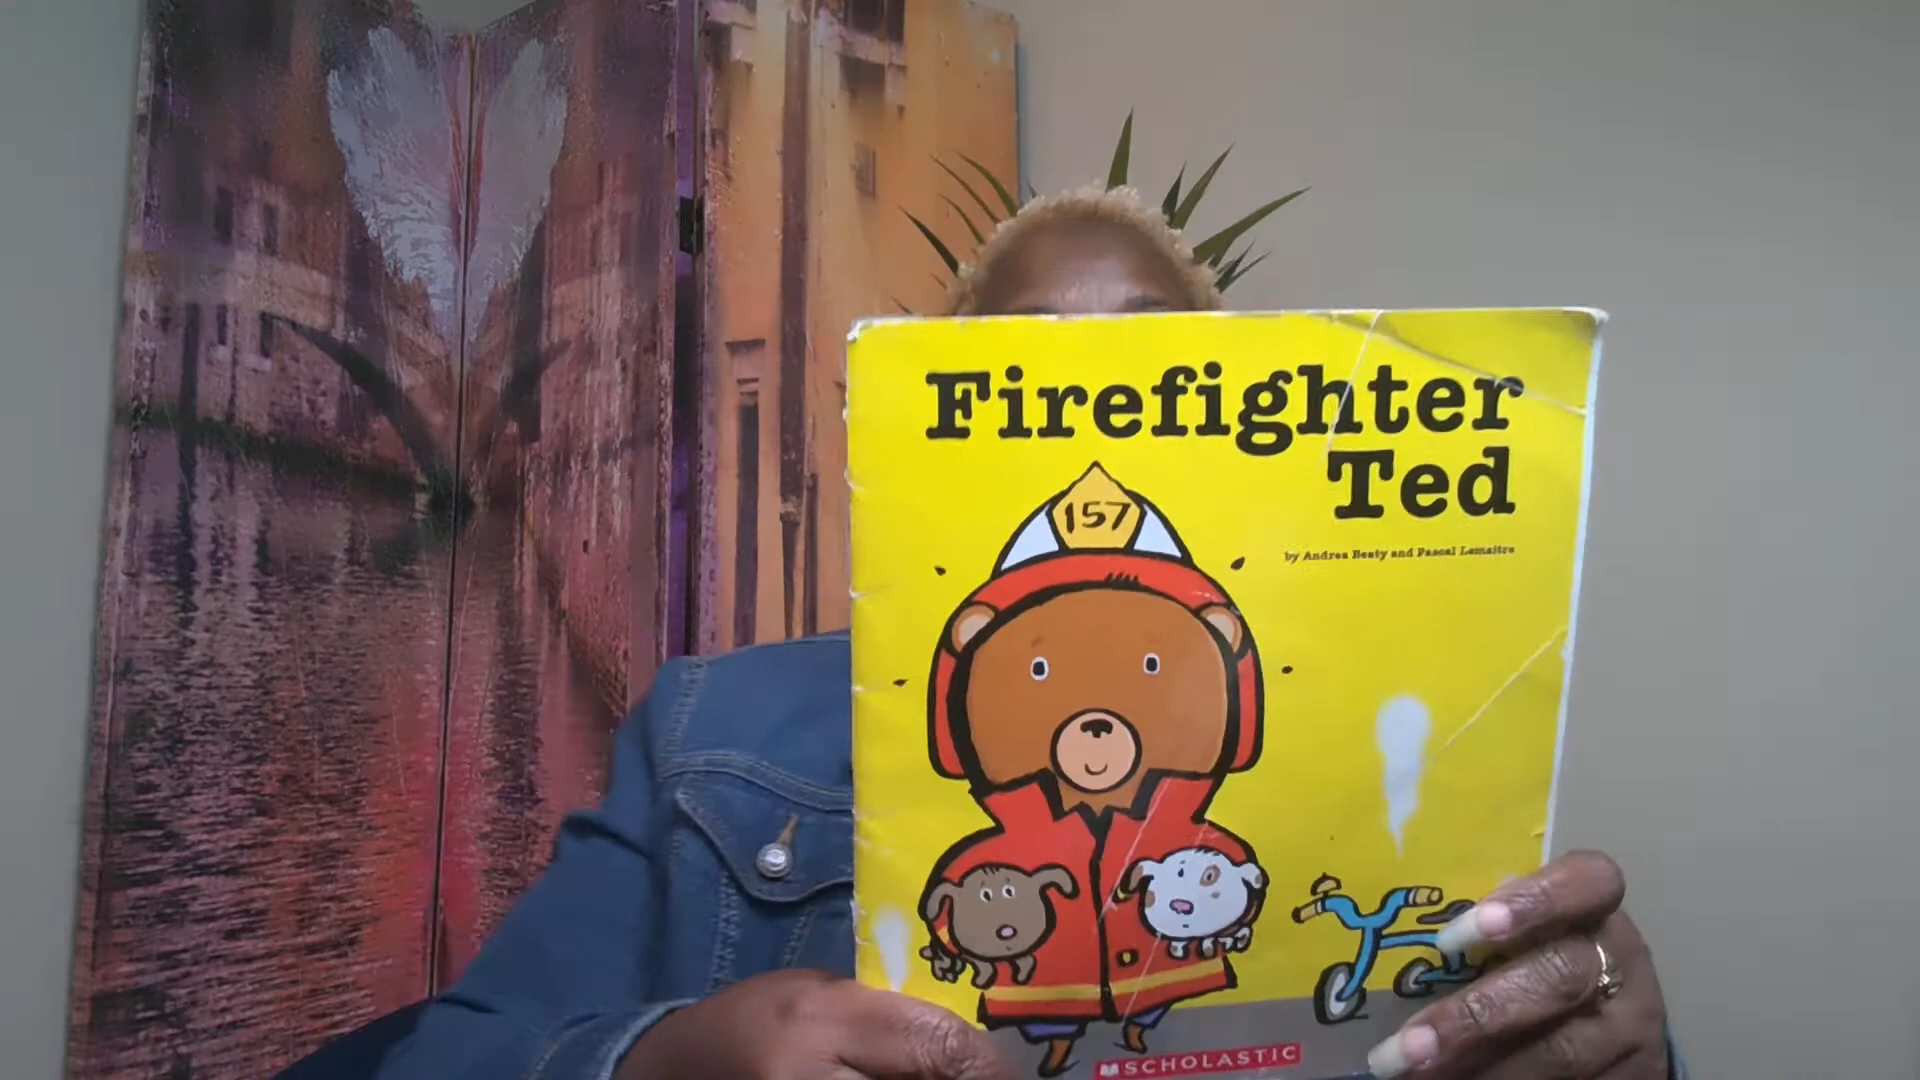 Firefighter
Ted
by Andrea Beaty and Pascal Lemaitre
157
SCHOLASTIC